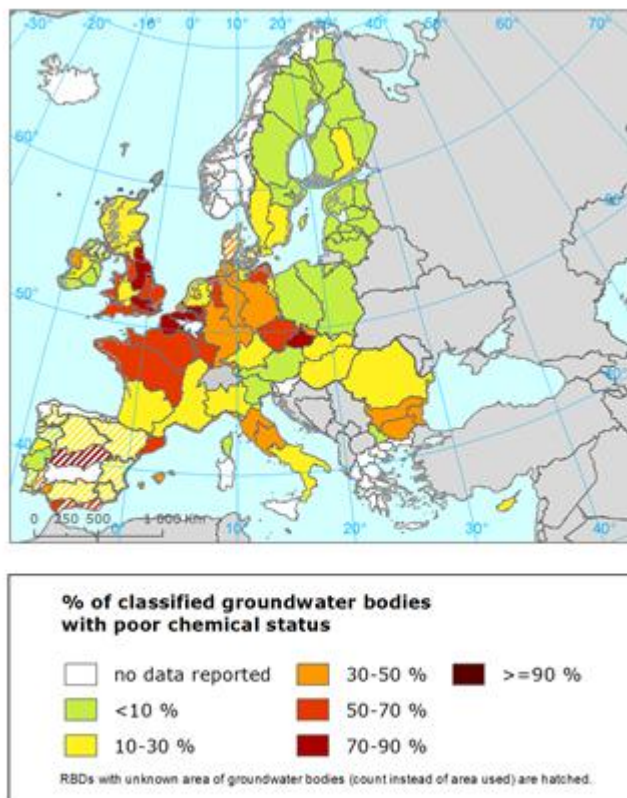 -30° -20° -10° 0° 10° 20° 30° 40° 50° 60° 70°
60°
50°
40°
0 250 500 1 000 Km
0° 10° 20° 30° 40°
% of classified groundwater bodies
with poor chemical status
no data reported 30-50 % >=90 %
<10 % 50-70 %
10-30 % 70-90 %
RBDs with unknown area of groundwater bodies (count instead of area used) are hatched.